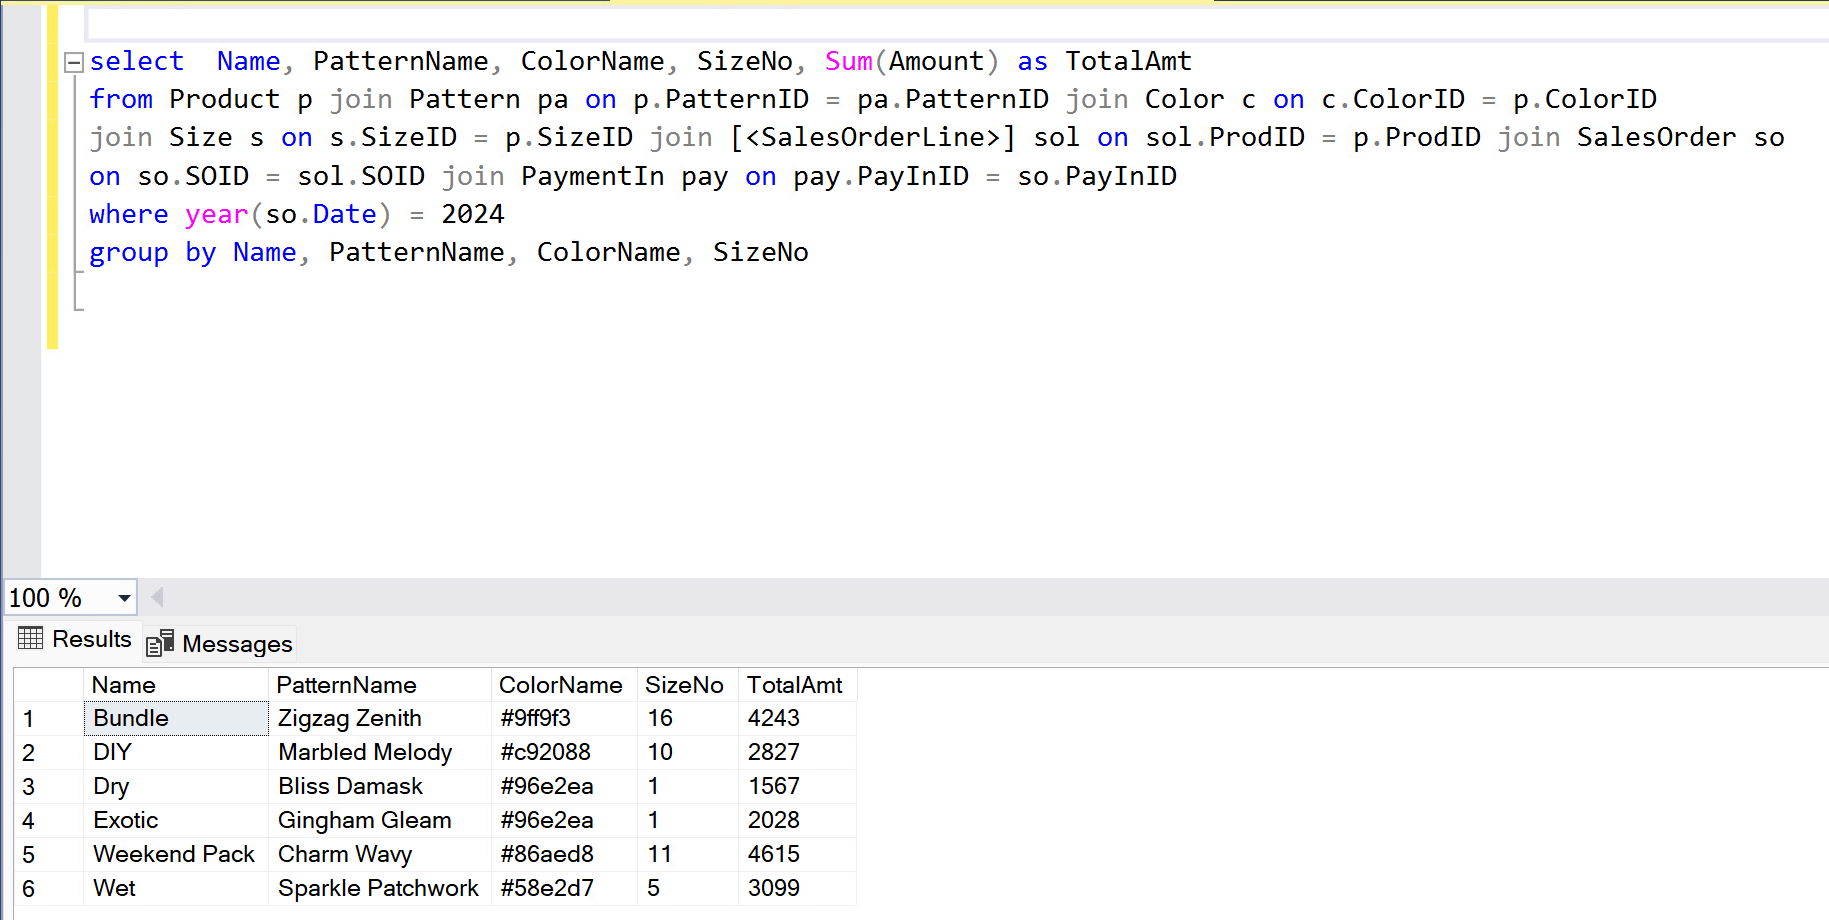 select  Name, PatternName, ColorName, SizeNo, Sum(Amount) as TotalAmt
from Product p join Pattern pa on p.PatternID = pa.PatternID join Color c on c.ColorID = p.ColorID
join Size s on s.SizeID = p.SizeID join [<SalesOrderLine>] sol on sol.ProdID = p.ProdID join SalesOrder so
on so.SOID = sol.SOID join PaymentIn pay on pay.PayInID = so.PayInID
where year(so.Date) = 2024
group by Name, PatternName, ColorName, SizeNo
100 %
Results Messages
Name PatternName ColorName SizeNo TotalAmt
1 Bundle Zigzag Zenith #9ff9f3 16 4243
2 DIY Marbled Melody #c92088 10 2827
3 Dry Bliss Damask #96e2ea 1 1567
4 Exotic Gingham Gleam #96e2ea 1 2028
5 Weekend Pack Charm Wavy #86aed8 11 4615
6 Wet Sparkle Patchwork #58e2d7 5 3099